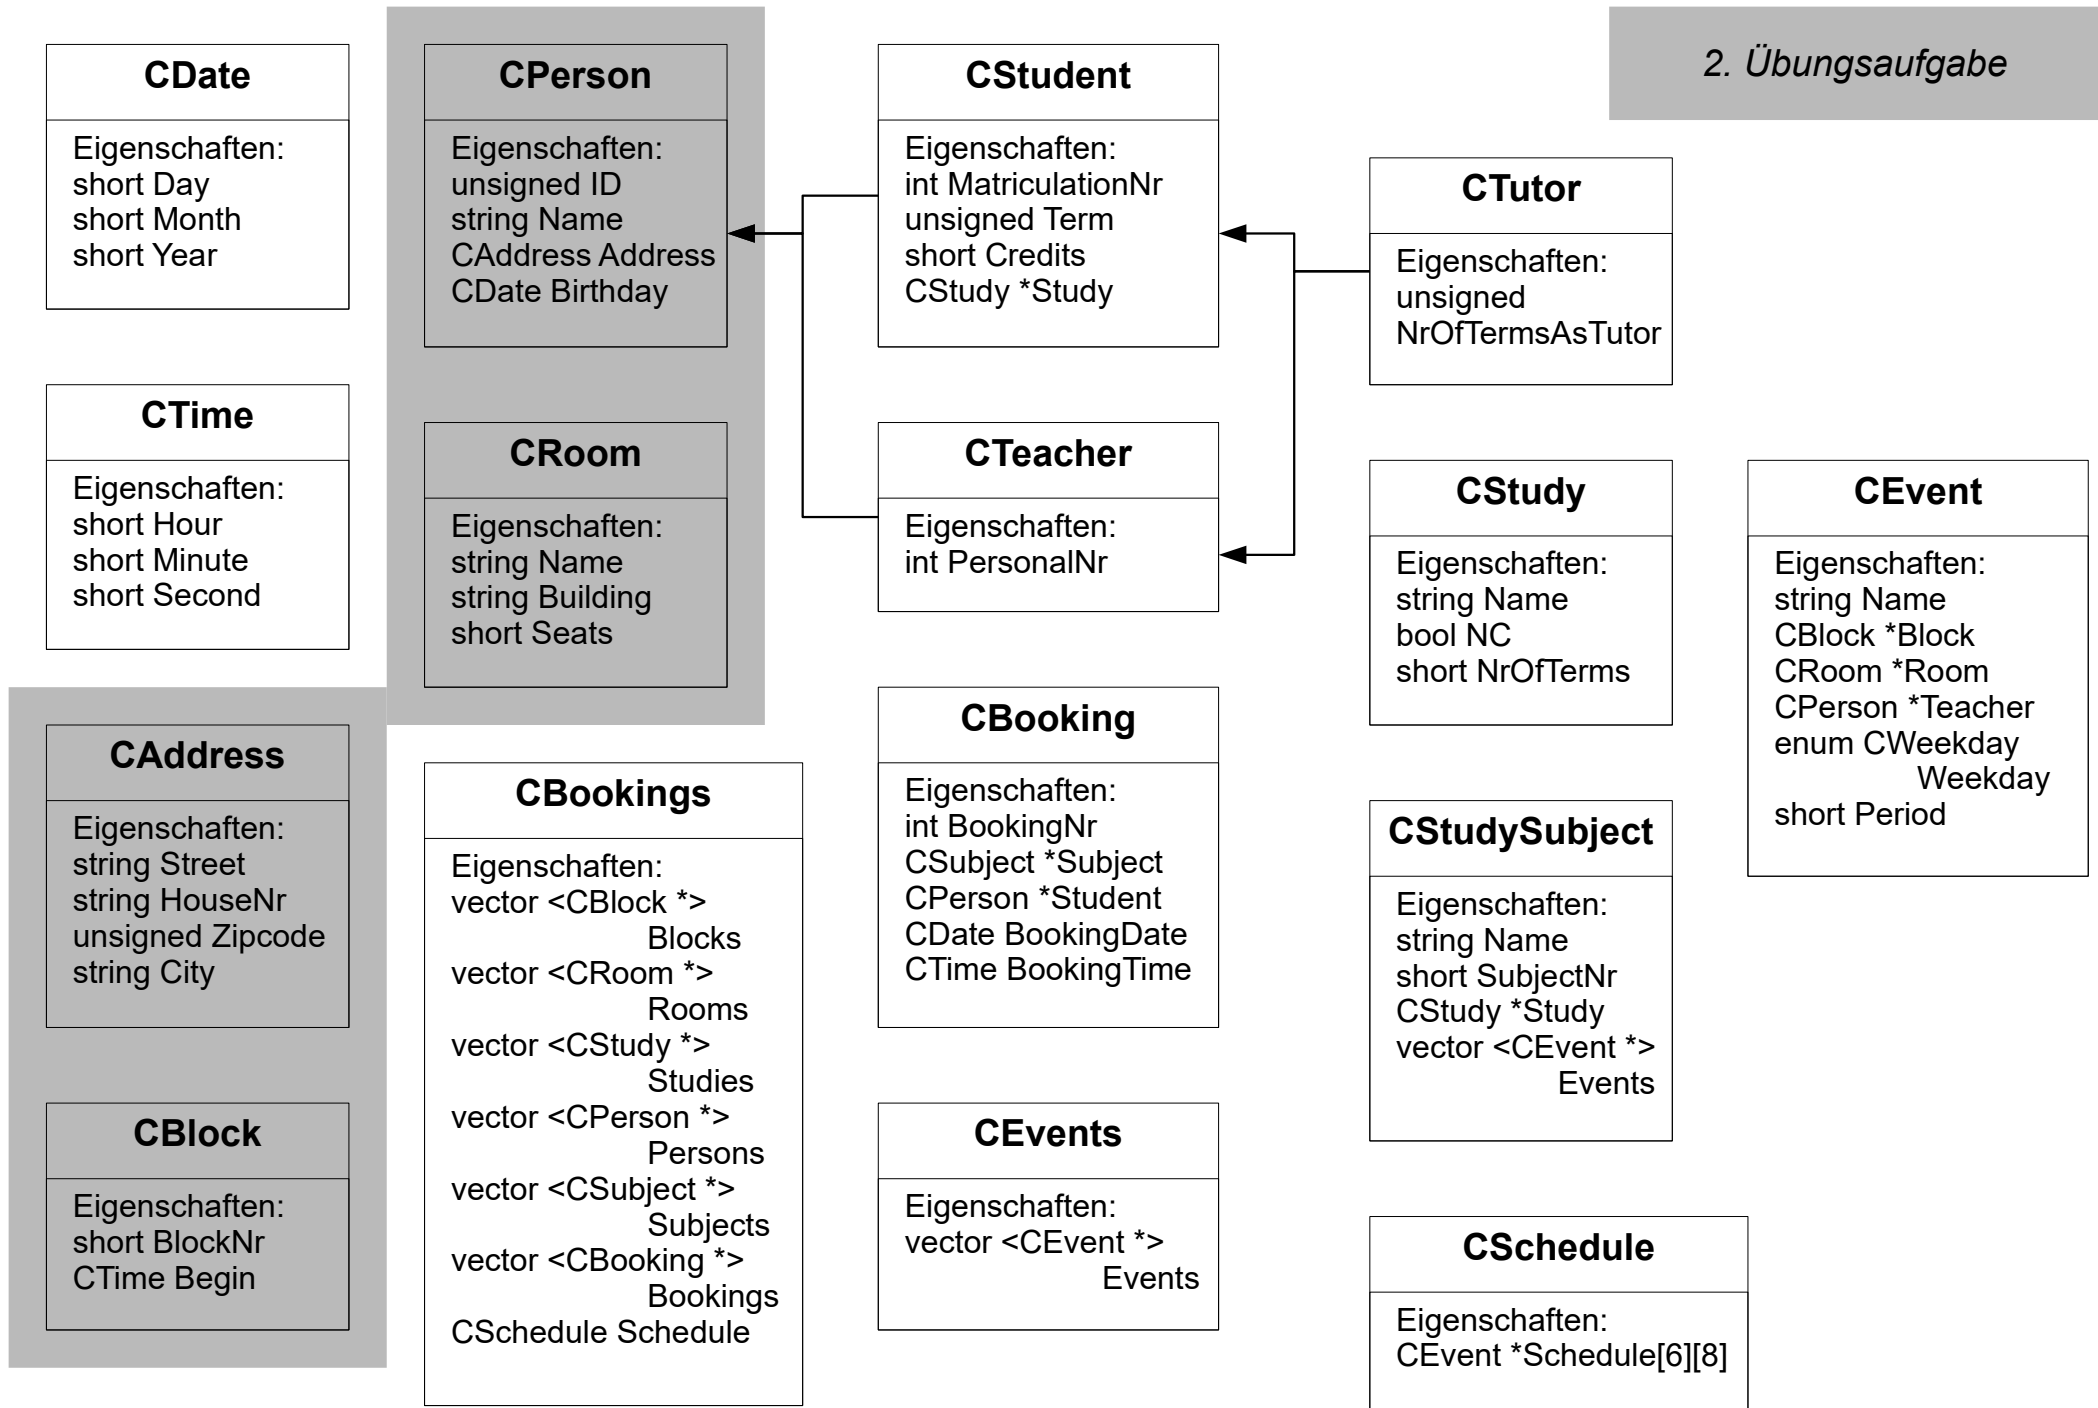 2. Übungsaufgabe
CDate
Eigenschaften:
short Day
short Month
short Year
CPerson
Eigenschaften:
unsigned ID
string Name
CAddress Address
CDate Birthday
CStudent
Eigenschaften:
int MatriculationNr
unsigned Term
short Credits
CStudy *Study
CTutor
Eigenschaften:
unsigned
NrOfTermsAsTutor
CTime
Eigenschaften:
short Hour
short Minute
short Second
CRoom
Eigenschaften:
string Name
string Building
short Seats
CTeacher
Eigenschaften:
int PersonalNr
CStudy
Eigenschaften:
string Name
bool NC
short NrOfTerms
CEvent
Eigenschaften:
string Name
CBlock *Block
CRoom *Room
CPerson *Teacher
enum CWeekday
Weekday
short Period
CAddress
Eigenschaften:
string Street
string HouseNr
unsigned Zipcode
string City
CBookings
Eigenschaften:
vector <CBlock *>
Blocks
vector <CRoom *>
Rooms
vector <CStudy *>
Studies
vector <CPerson *>
Persons
vector <CSubject *>
Subjects
vector <CBooking *>
Bookings
CSchedule Schedule
CBooking
Eigenschaften:
int BookingNr
CSubject *Subject
CPerson *Student
CDate BookingDate
CTime BookingTime
CStudySubject
Eigenschaften:
string Name
short SubjectNr
CStudy *Study
vector <CEvent *>
Events
CBlock
Eigenschaften:
short BlockNr
CTime Begin
CEvents
Eigenschaften:
vector <CEvent *>
Events
CSchedule
Eigenschaften:
CEvent *Schedule[6][8]